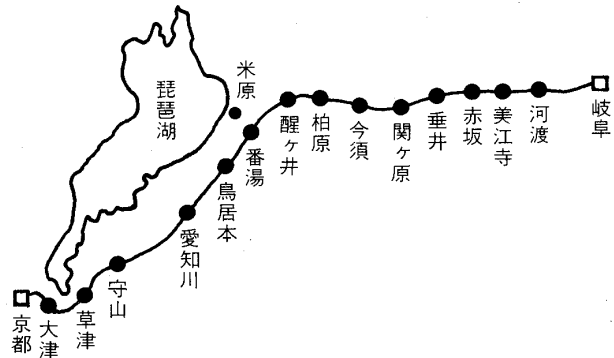 琵琶湖
米原
京都
大津
草津
守山
愛知川
鳥居本
番湯
醒ヶ井
柏原
今須
関ヶ原
垂井
赤坂
美江寺
河渡
岐阜